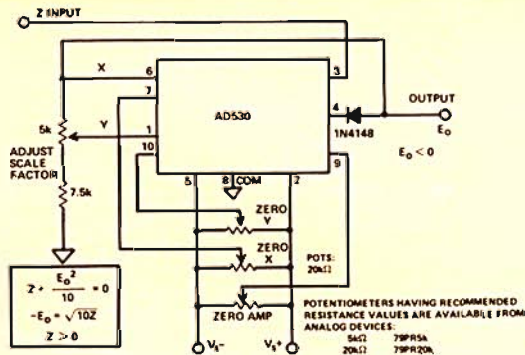 Z INPUT
X
6
3
7
AD530
4
OUTPUT
5k
Y
1
1N4148
E₀
ADJUST
SCALE
FACTOR
10
9
E₀ < 0
5
8
COM
2
7.5k
ZERO
Y
POTS:
20kΩ
ZERO
X
Z + E₀²/10 = 0
-E₀ = √10Z
Z > 0
ZERO AMP
POTENTIOMETERS HAVING RECOMMENDED
RESISTANCE VALUES ARE AVAILABLE FROM
ANALOG DEVICES:
5kΩ 79PR5k
20kΩ 79PR20k
Vₛ-
Vₛ+